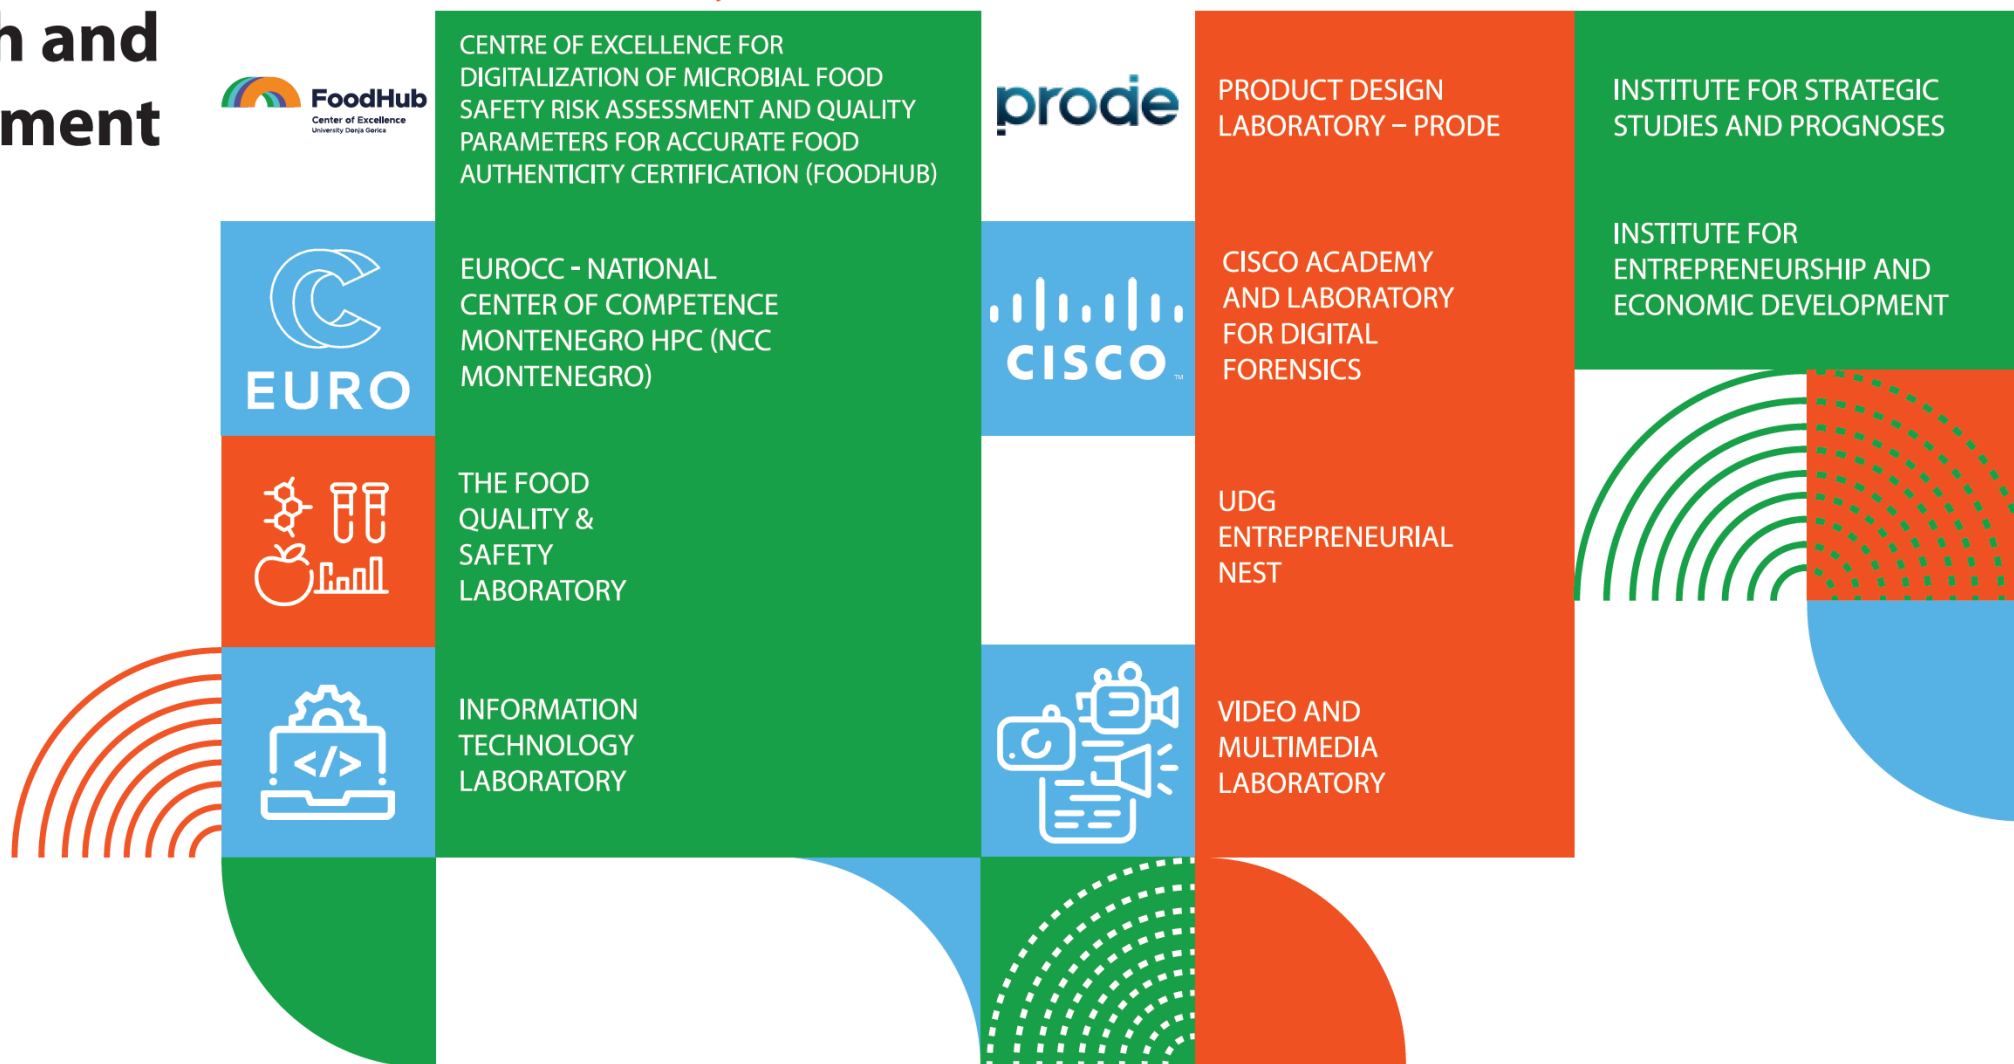 and
FoodHub
Center of Excellence
University Donja Gorica
CENTRE OF EXCELLENCE FOR
DIGITALIZATION OF MICROBIAL FOOD
SAFETY RISK ASSESSMENT AND QUALITY
PARAMETERS FOR ACCURATE FOOD
AUTHENTICITY CERTIFICATION (FOODHUB)
EURO
EUROCC - NATIONAL
CENTER OF COMPETENCE
MONTENEGRO HPC (NCC
MONTENEGRO)
THE FOOD
QUALITY &
SAFETY
LABORATORY
</>
INFORMATION
TECHNOLOGY
LABORATORY
prode
PRODUCT DESIGN
LABORATORY – PRODE
CISCO
TM
CISCO ACADEMY
AND LABORATORY
FOR DIGITAL
FORENSICS
UDG
ENTREPRENEURIAL
NEST
VIDEO AND
MULTIMEDIA
LABORATORY
INSTITUTE FOR STRATEGIC
STUDIES AND PROGNOSES
INSTITUTE FOR
ENTREPRENEURSHIP AND
ECONOMIC DEVELOPMENT